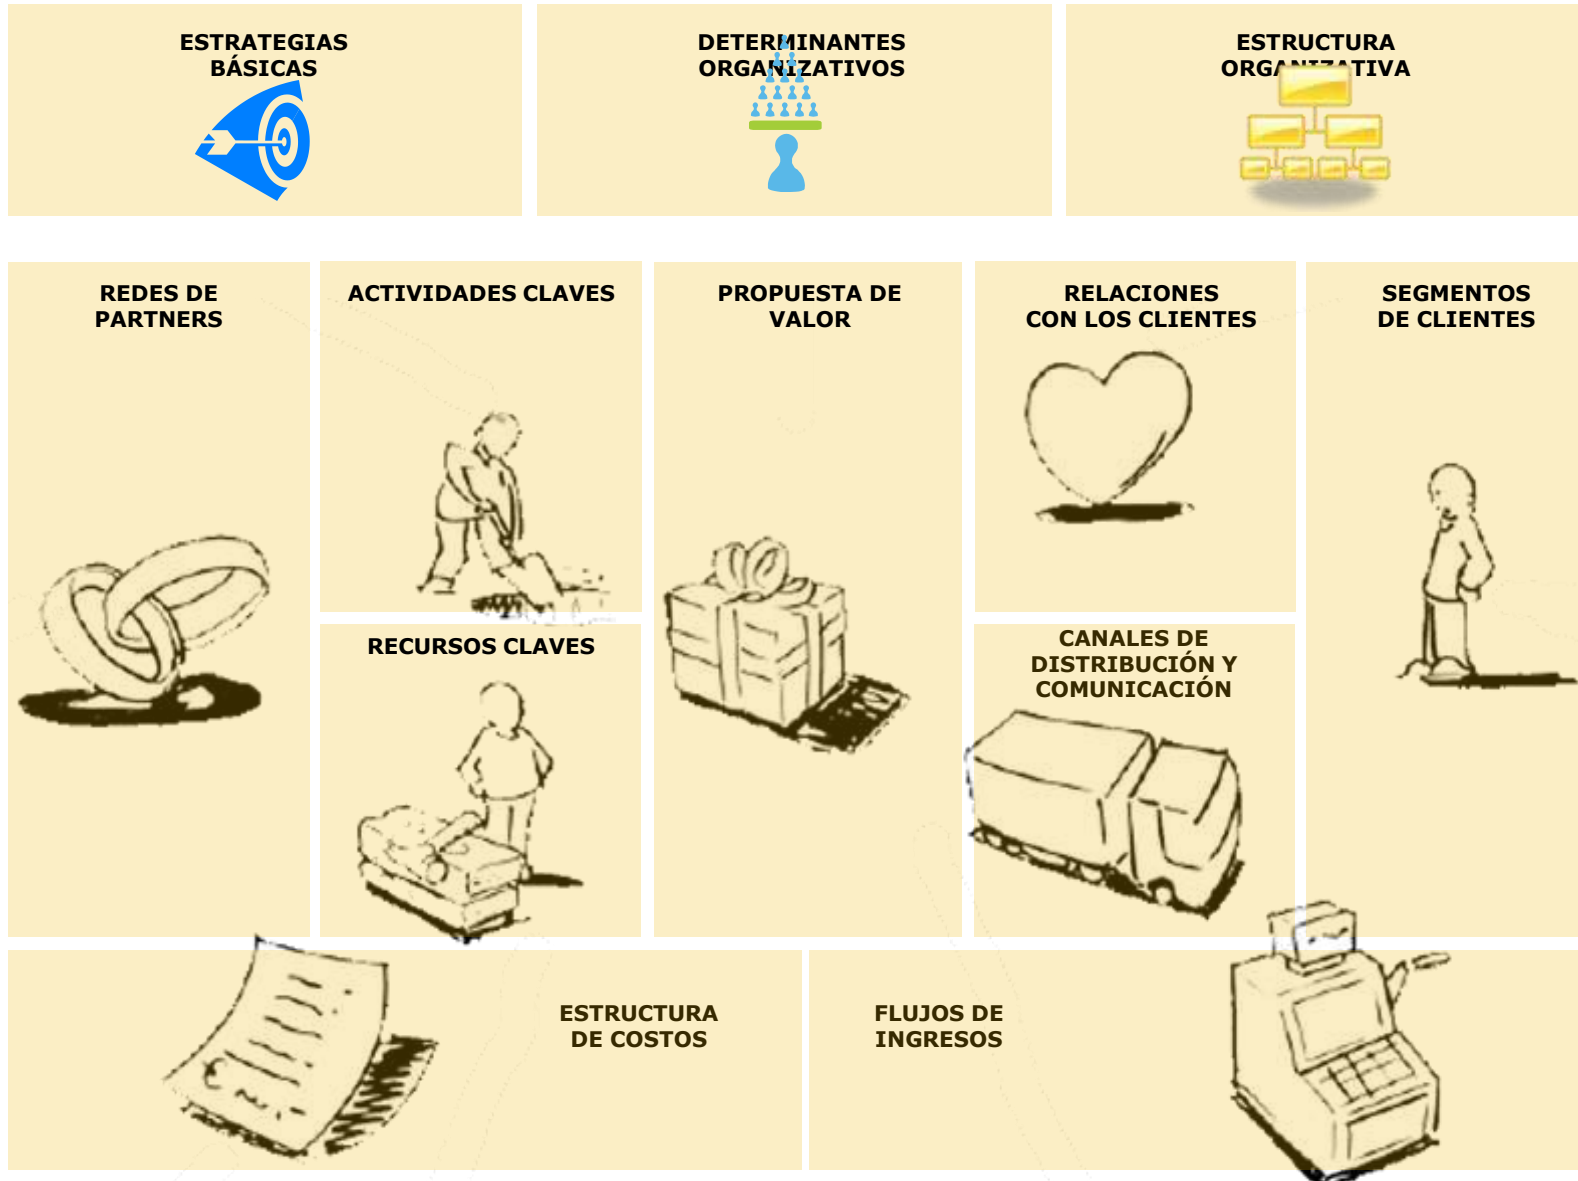 ESTRATEGIAS
BÁSICAS
DETERMINANTES
ORGANIZATIVOS
ESTRUCTURA
ORGANIZATIVA
REDES DE
PARTNERS
ACTIVIDADES CLAVES
PROPUESTA DE
VALOR
RELACIONES
CON LOS CLIENTES
SEGMENTOS
DE CLIENTES
RECURSOS CLAVES
CANALES DE
DISTRIBUCIÓN Y
COMUNICACIÓN
ESTRUCTURA
DE COSTOS
FLUJOS DE
INGRESOS